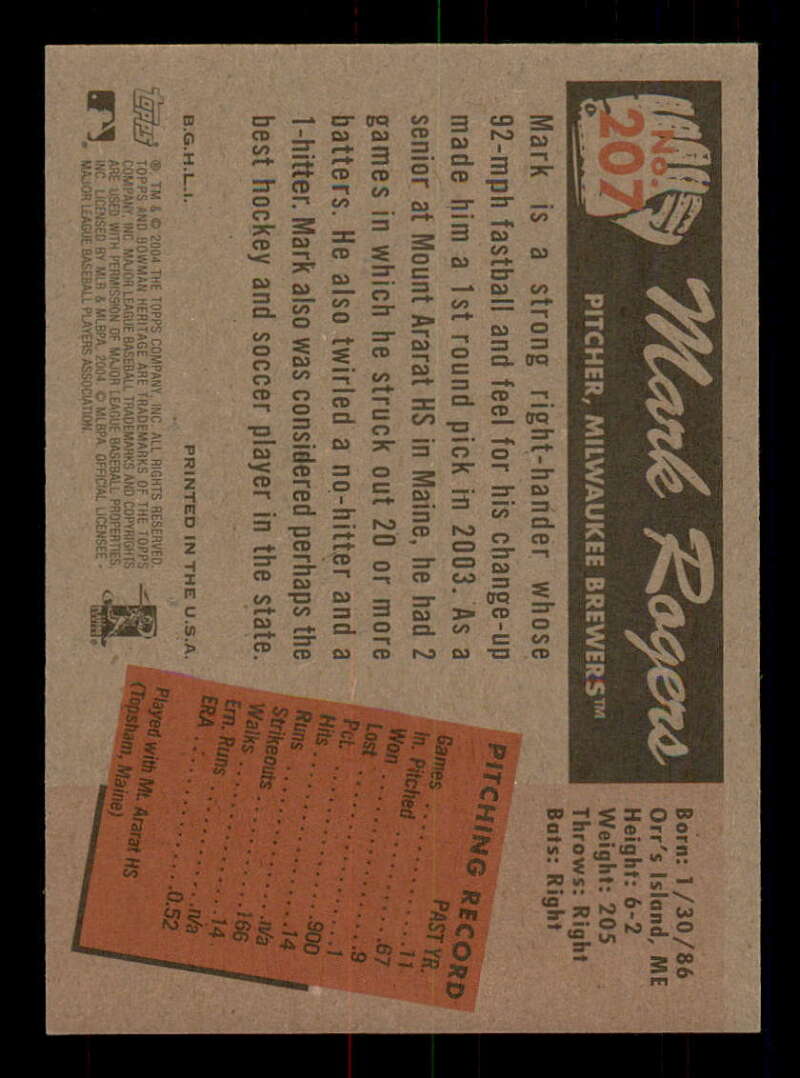 No.
207
Mark Rogers
PITCHER, MILWAUKEE BREWERS™
Born: 1/30/86
Orr's Island, ME
Height: 6-2
Weight: 205
Throws: Right
Bats: Right
Mark is a strong right-hander whose
92-mph fastball and feel for his change-up
made him a 1st round pick in 2003. As a
senior at Mount Ararat HS in Maine, he had 2
games in which he struck out 20 or more
batters. He also twirled a no-hitter and a
1-hitter. Mark also was considered perhaps the
best hockey and soccer player in the state.
PITCHING RECORD
PAST YR.
Games . . . . . . . . . . . 11
In. Pitched . . . . . . . . . 67
Won . . . . . . . . . . . 9
Lost . . . . . . . . . . . 1
Pct. . . . . . . . . . . .900
Hits . . . . . . . . . . . 14
Runs . . . . . . . . . . . n/a
Strikeouts . . . . . . . . . 166
Walks . . . . . . . . . . . 14
Ern. Runs . . . . . . . . . n/a
ERA . . . . . . . . . . . 0.52
Played with Mt. Ararat HS
(Topsham, Maine)
B.G.H.L.I. PRINTED IN THE U.S.A.
Topps
® TM & © 2004 THE TOPPS COMPANY, INC. ALL RIGHTS RESERVED.
TOPPS AND BOWMAN HERITAGE ARE TRADEMARKS OF THE TOPPS
COMPANY, INC. MAJOR LEAGUE BASEBALL TRADEMARKS AND COPYRIGHTS
ARE USED WITH PERMISSION OF MAJOR LEAGUE BASEBALL PROPERTIES,
INC. LICENSED BY MLB & MLBPA 2004. © MLBPA OFFICIAL LICENSEE -
MAJOR LEAGUE BASEBALL PLAYERS ASSOCIATION.